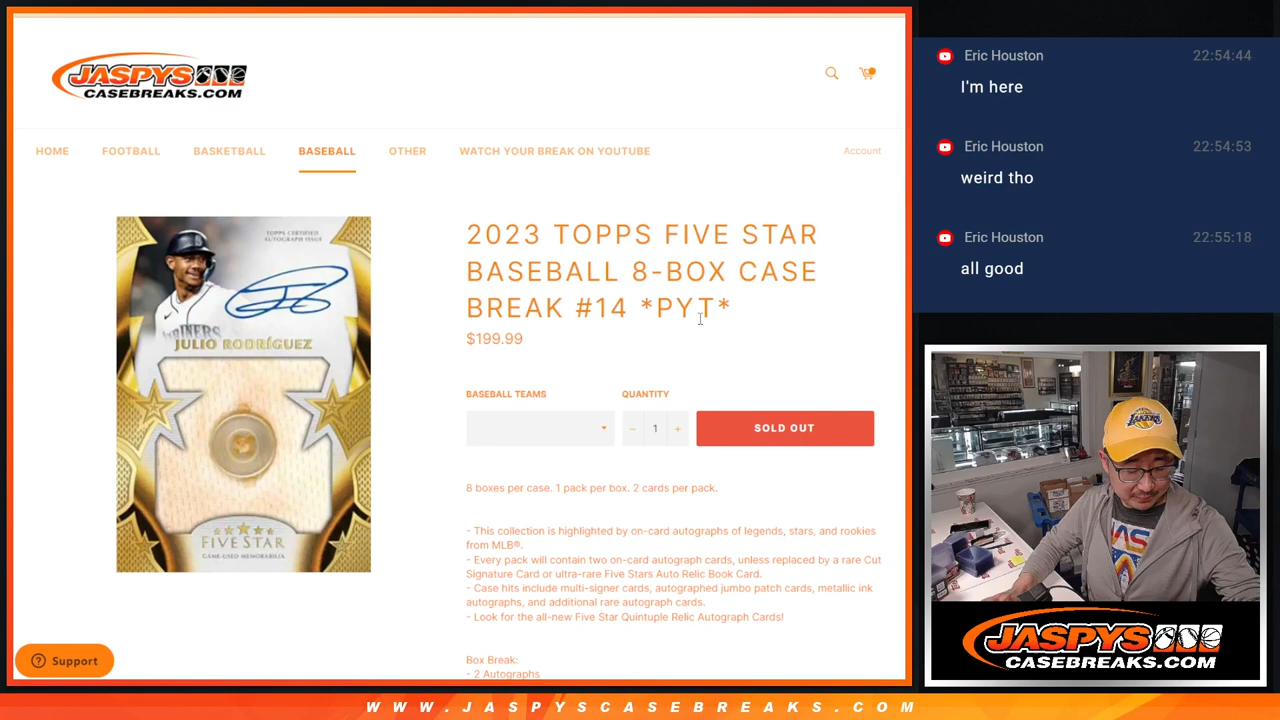 JASPYS
CASEBREAKS.COM
HOME FOOTBALL BASKETBALL BASEBALL OTHER WATCH YOUR BREAK ON YOUTUBE Account
TOPPS CERTIFIED
AUTOGRAPH ISSUE
JULIO RODRÍGUEZ
FIVE STAR
GAME-USED MEMORABILIA
2023 TOPPS FIVE STAR
BASEBALL 8-BOX CASE
BREAK #14 *PYT*
$199.99
BASEBALL TEAMS QUANTITY
1 SOLD OUT
8 boxes per case. 1 pack per box. 2 cards per pack.
- This collection is highlighted by on-card autographs of legends, stars, and rookies
from MLB®.
- Every pack will contain two on-card autograph cards, unless replaced by a rare Cut
Signature Card or ultra-rare Five Stars Auto Relic Book Card.
- Case hits include multi-signer cards, autographed jumbo patch cards, metallic ink
autographs, and additional rare autograph cards.
- Look for the all-new Five Star Quintuple Relic Autograph Cards!
Box Break:
- 2 Autographs
Support
Eric Houston 22:54:44
I'm here
Eric Houston 22:54:53
weird tho
Eric Houston 22:55:18
all good
LAKERS
JASPYS
CASEBREAKS.COM
WWW.JASPYSCASEBREAKS.COM